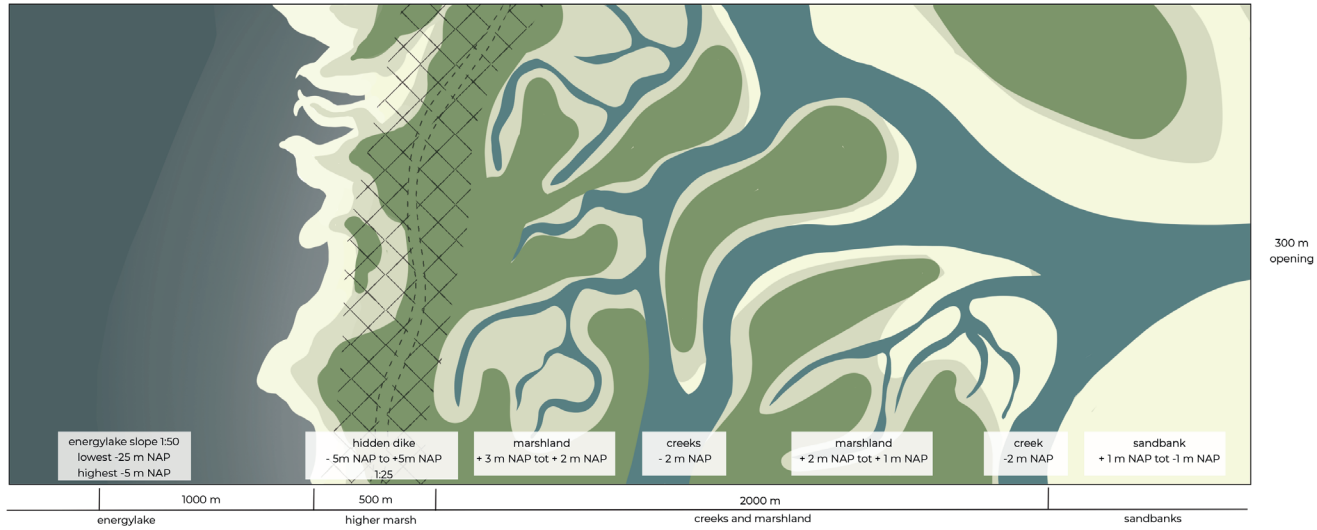 300 m
opening
energylake slope 1:50
lowest -25 m NAP
highest -5 m NAP
hidden dike
- 5m NAP to +5m NAP
1:25
marshland
+ 3 m NAP tot + 2 m NAP
creeks
- 2 m NAP
marshland
+ 2 m NAP tot + 1 m NAP
creek
-2 m NAP
sandbank
+ 1 m NAP tot -1 m NAP
1000 m
500 m
2000 m
energylake
higher marsh
creeks and marshland
sandbanks